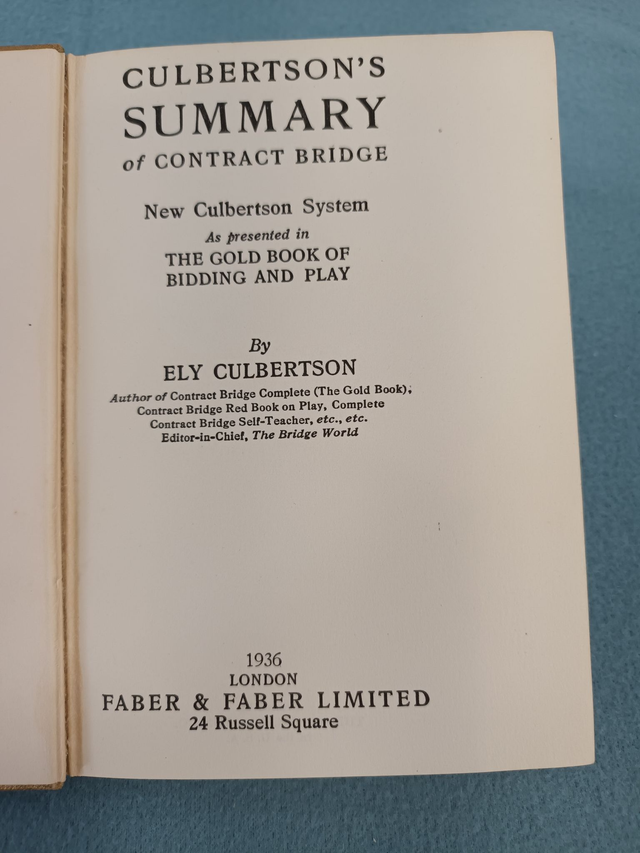 CULBERTSON'S
SUMMARY
of CONTRACT BRIDGE
New Culbertson System
As presented in
THE GOLD BOOK OF
BIDDING AND PLAY
By
ELY CULBERTSON
Author of Contract Bridge Complete (The Gold Book);
Contract Bridge Red Book on Play, Complete
Contract Bridge Self-Teacher, etc., etc.
Editor-in-Chief, The Bridge World
1936
LONDON
FABER & FABER LIMITED
24 Russell Square